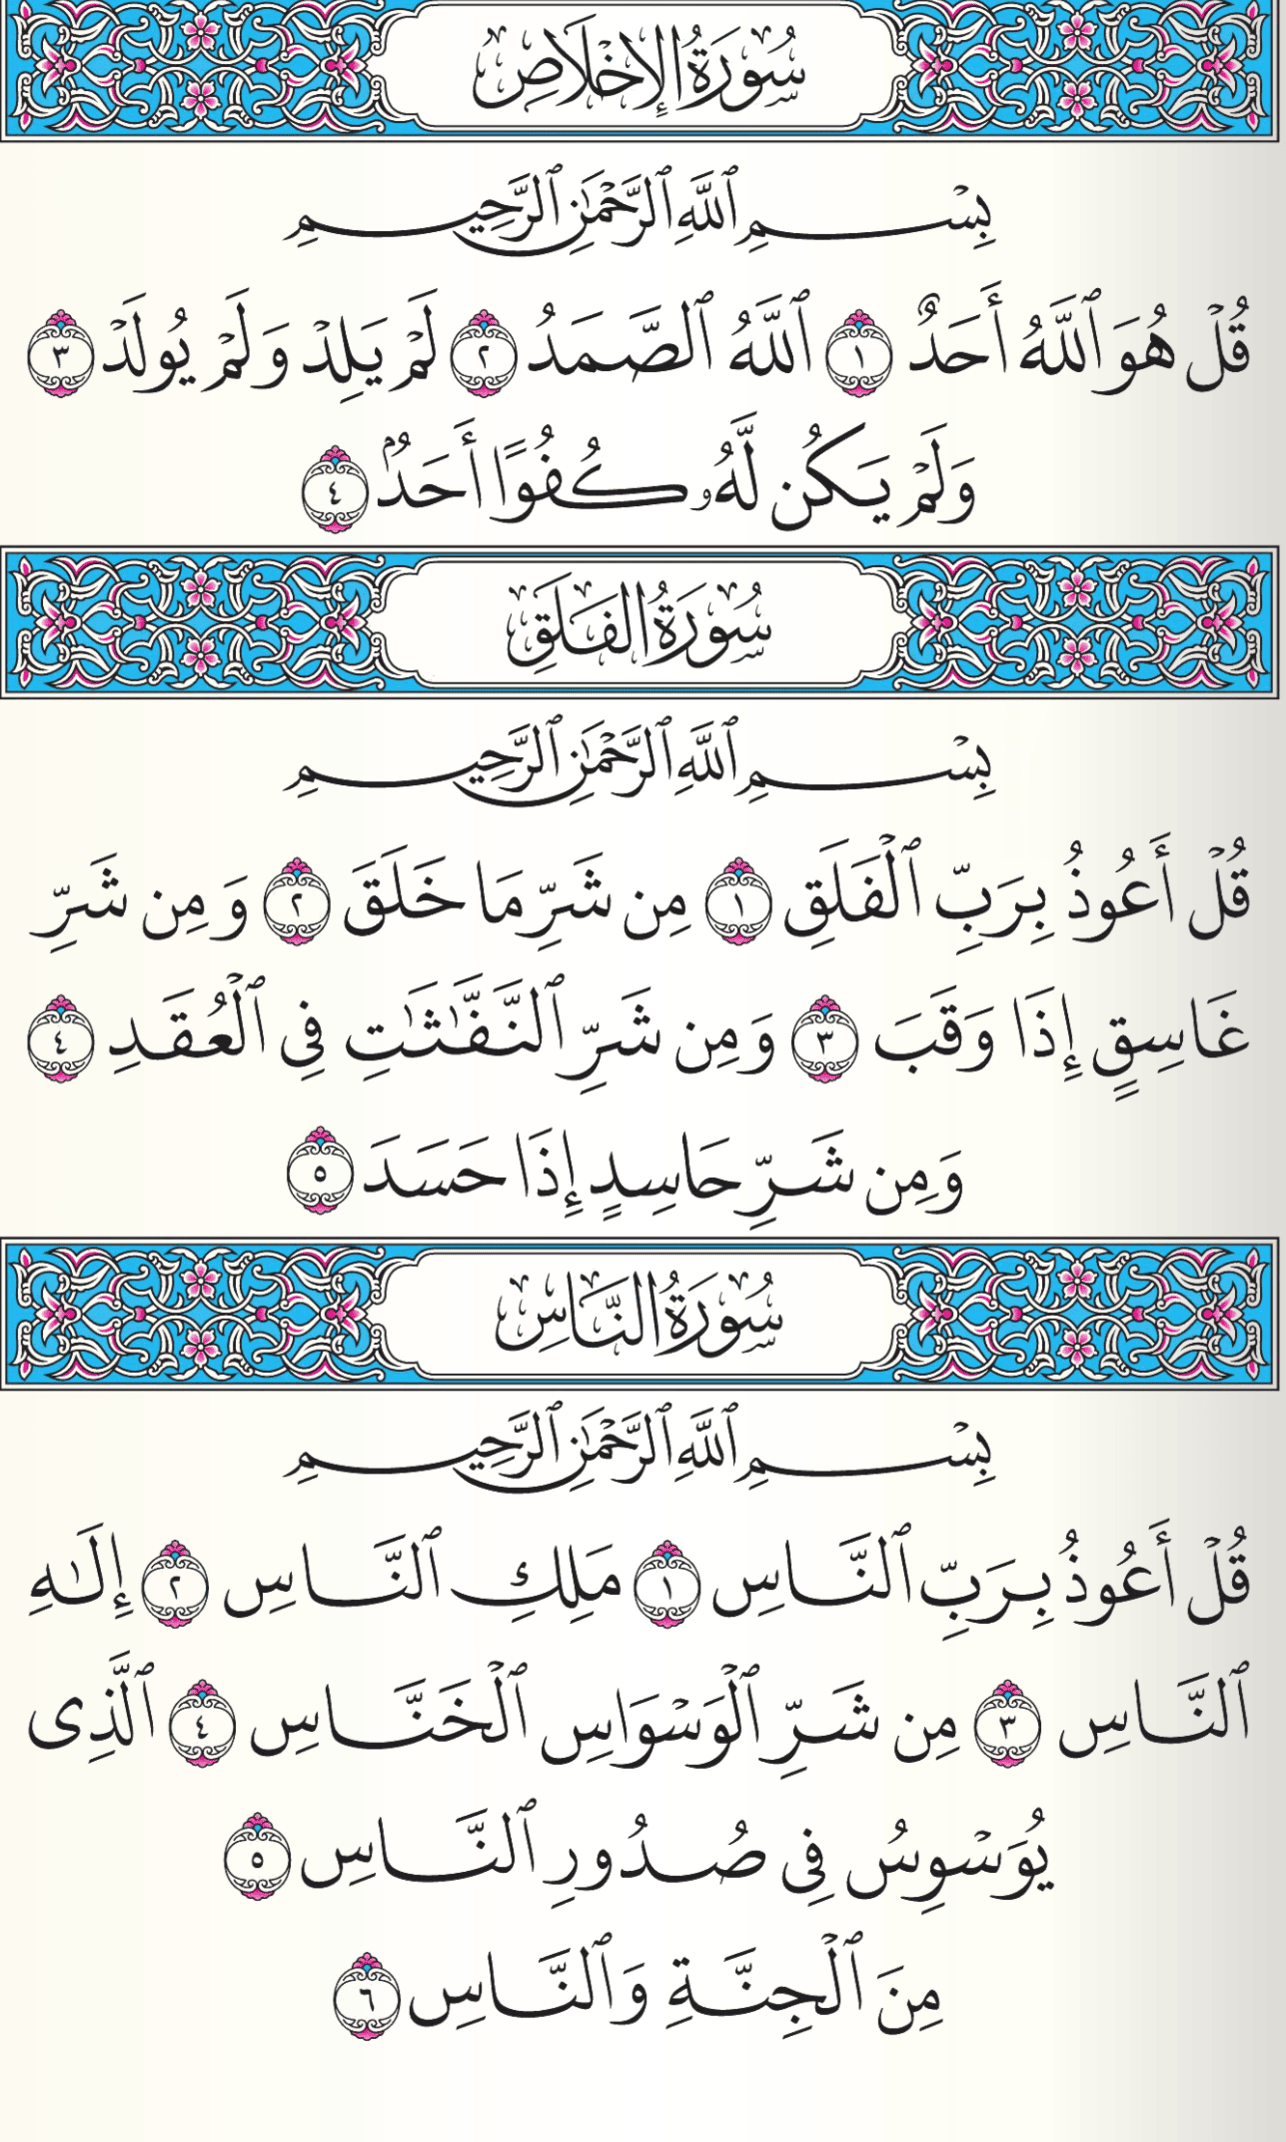 سُورَةُ الإِخْلَاصِ
بِسْمِ ٱللَّهِ ٱلرَّحْمَٰنِ ٱلرَّحِيمِ
قُلْ هُوَ ٱللَّهُ أَحَدٌ ١ ٱللَّهُ ٱلصَّمَدُ ٢ لَمْ يَلِدْ وَلَمْ يُولَدْ ٣
وَلَمْ يَكُن لَّهُۥ كُفُوًا أَحَدٌۢ ٤
سُورَةُ الفَلَقِ
بِسْمِ ٱللَّهِ ٱلرَّحْمَٰنِ ٱلرَّحِيمِ
قُلْ أَعُوذُ بِرَبِّ ٱلْفَلَقِ ١ مِن شَرِّ مَا خَلَقَ ٢ وَمِن شَرِّ
غَاسِقٍ إِذَا وَقَبَ ٣ وَمِن شَرِّ ٱلنَّفَّٰثَٰتِ فِى ٱلْعُقَدِ ٤
وَمِن شَرِّ حَاسِدٍ إِذَا حَسَدَ ٥
سُورَةُ النَّاسِ
بِسْمِ ٱللَّهِ ٱلرَّحْمَٰنِ ٱلرَّحِيمِ
قُلْ أَعُوذُ بِرَبِّ ٱلنَّاسِ ١ مَلِكِ ٱلنَّاسِ ٢ إِلَٰهِ
ٱلنَّاسِ ٣ مِن شَرِّ ٱلْوَسْوَاسِ ٱلْخَنَّاسِ ٤ ٱلَّذِى
يُوَسْوِسُ فِى صُدُورِ ٱلنَّاسِ ٥
مِنَ ٱلْجِنَّةِ وَٱلنَّاسِ ٦